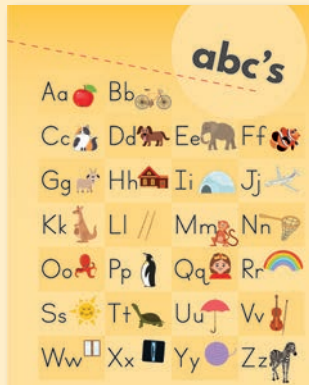 abc's
Aa Bb
Cc Dd Ee Ff
Gg Hh Ii Jj
Kk Ll Mm Nn
Oo Pp Qq Rr
Ss Tt Uu Vv
Ww Xx Yy Zz